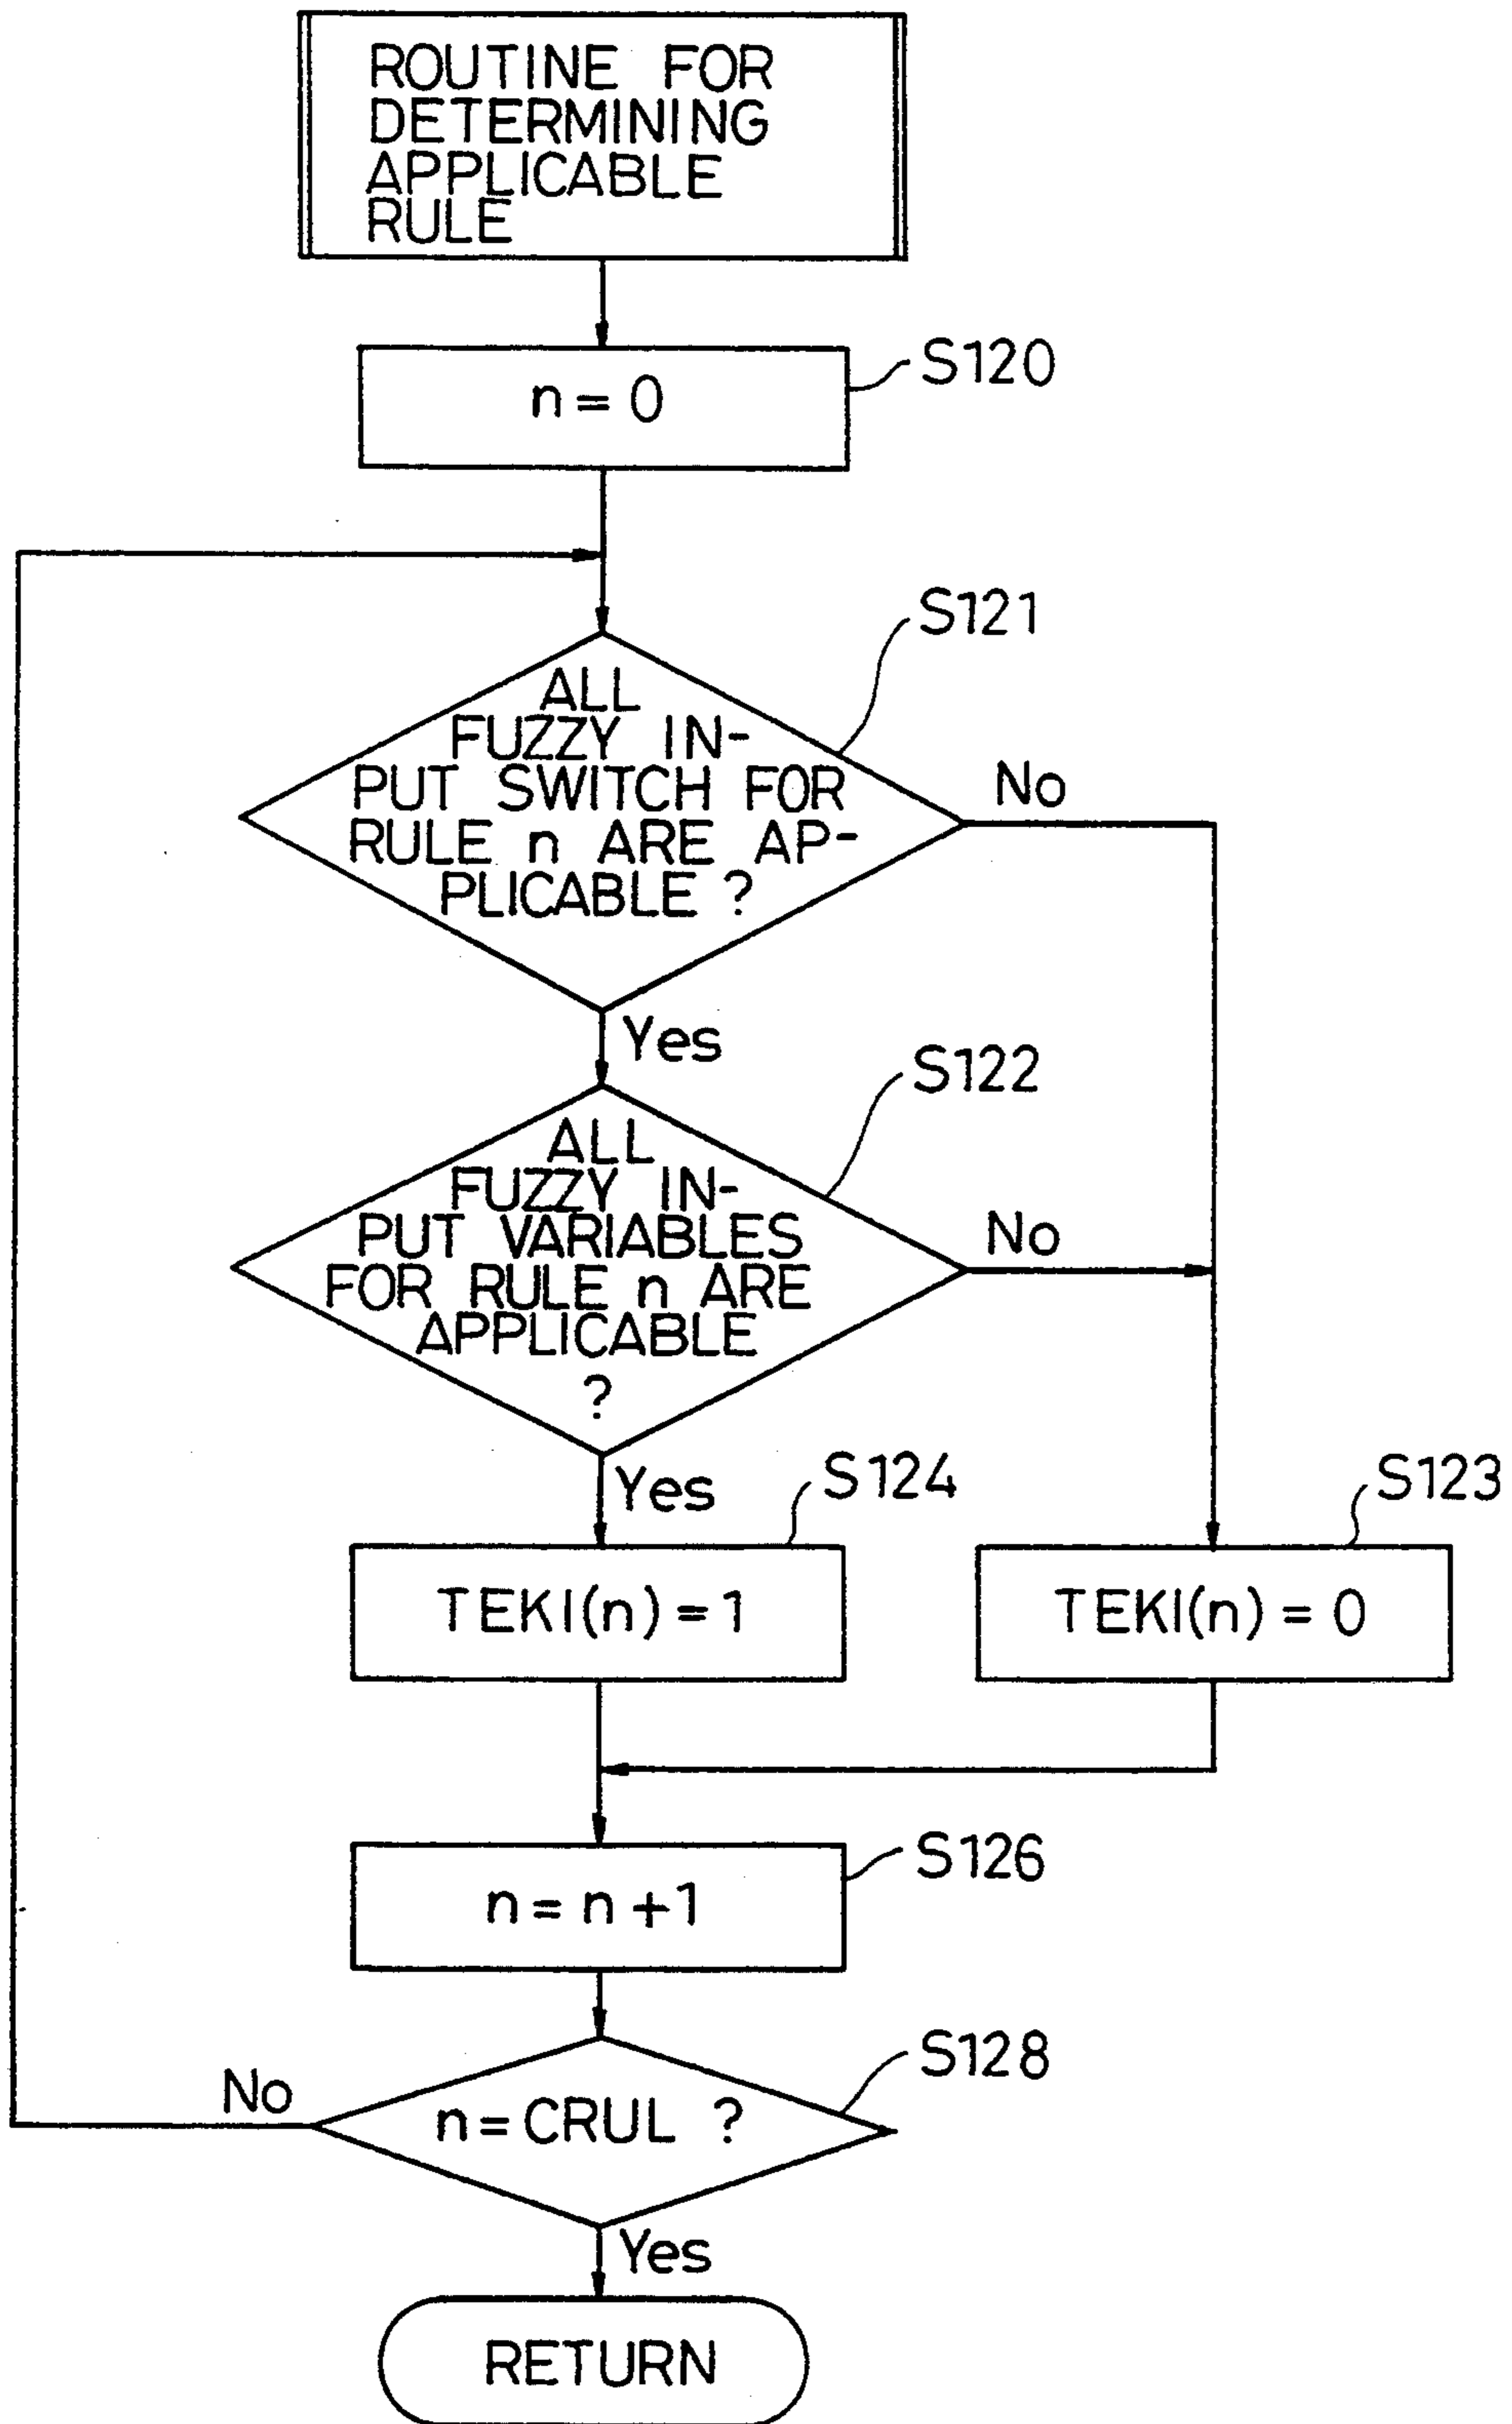 ROUTINE FOR
DETERMINING
APPLICABLE
RULE
S120
n = 0
S121
ALL
FUZZY IN-
PUT SWITCH FOR
RULE n ARE AP-
PLICABLE ?
No
Yes
S122
ALL
FUZZY IN-
PUT VARIABLES
FOR RULE n ARE
APPLICABLE
?
No
Yes
S124
S123
TEKI(n) = 1
TEKI(n) = 0
S126
n = n + 1
S128
No
n = CRUL ?
Yes
RETURN